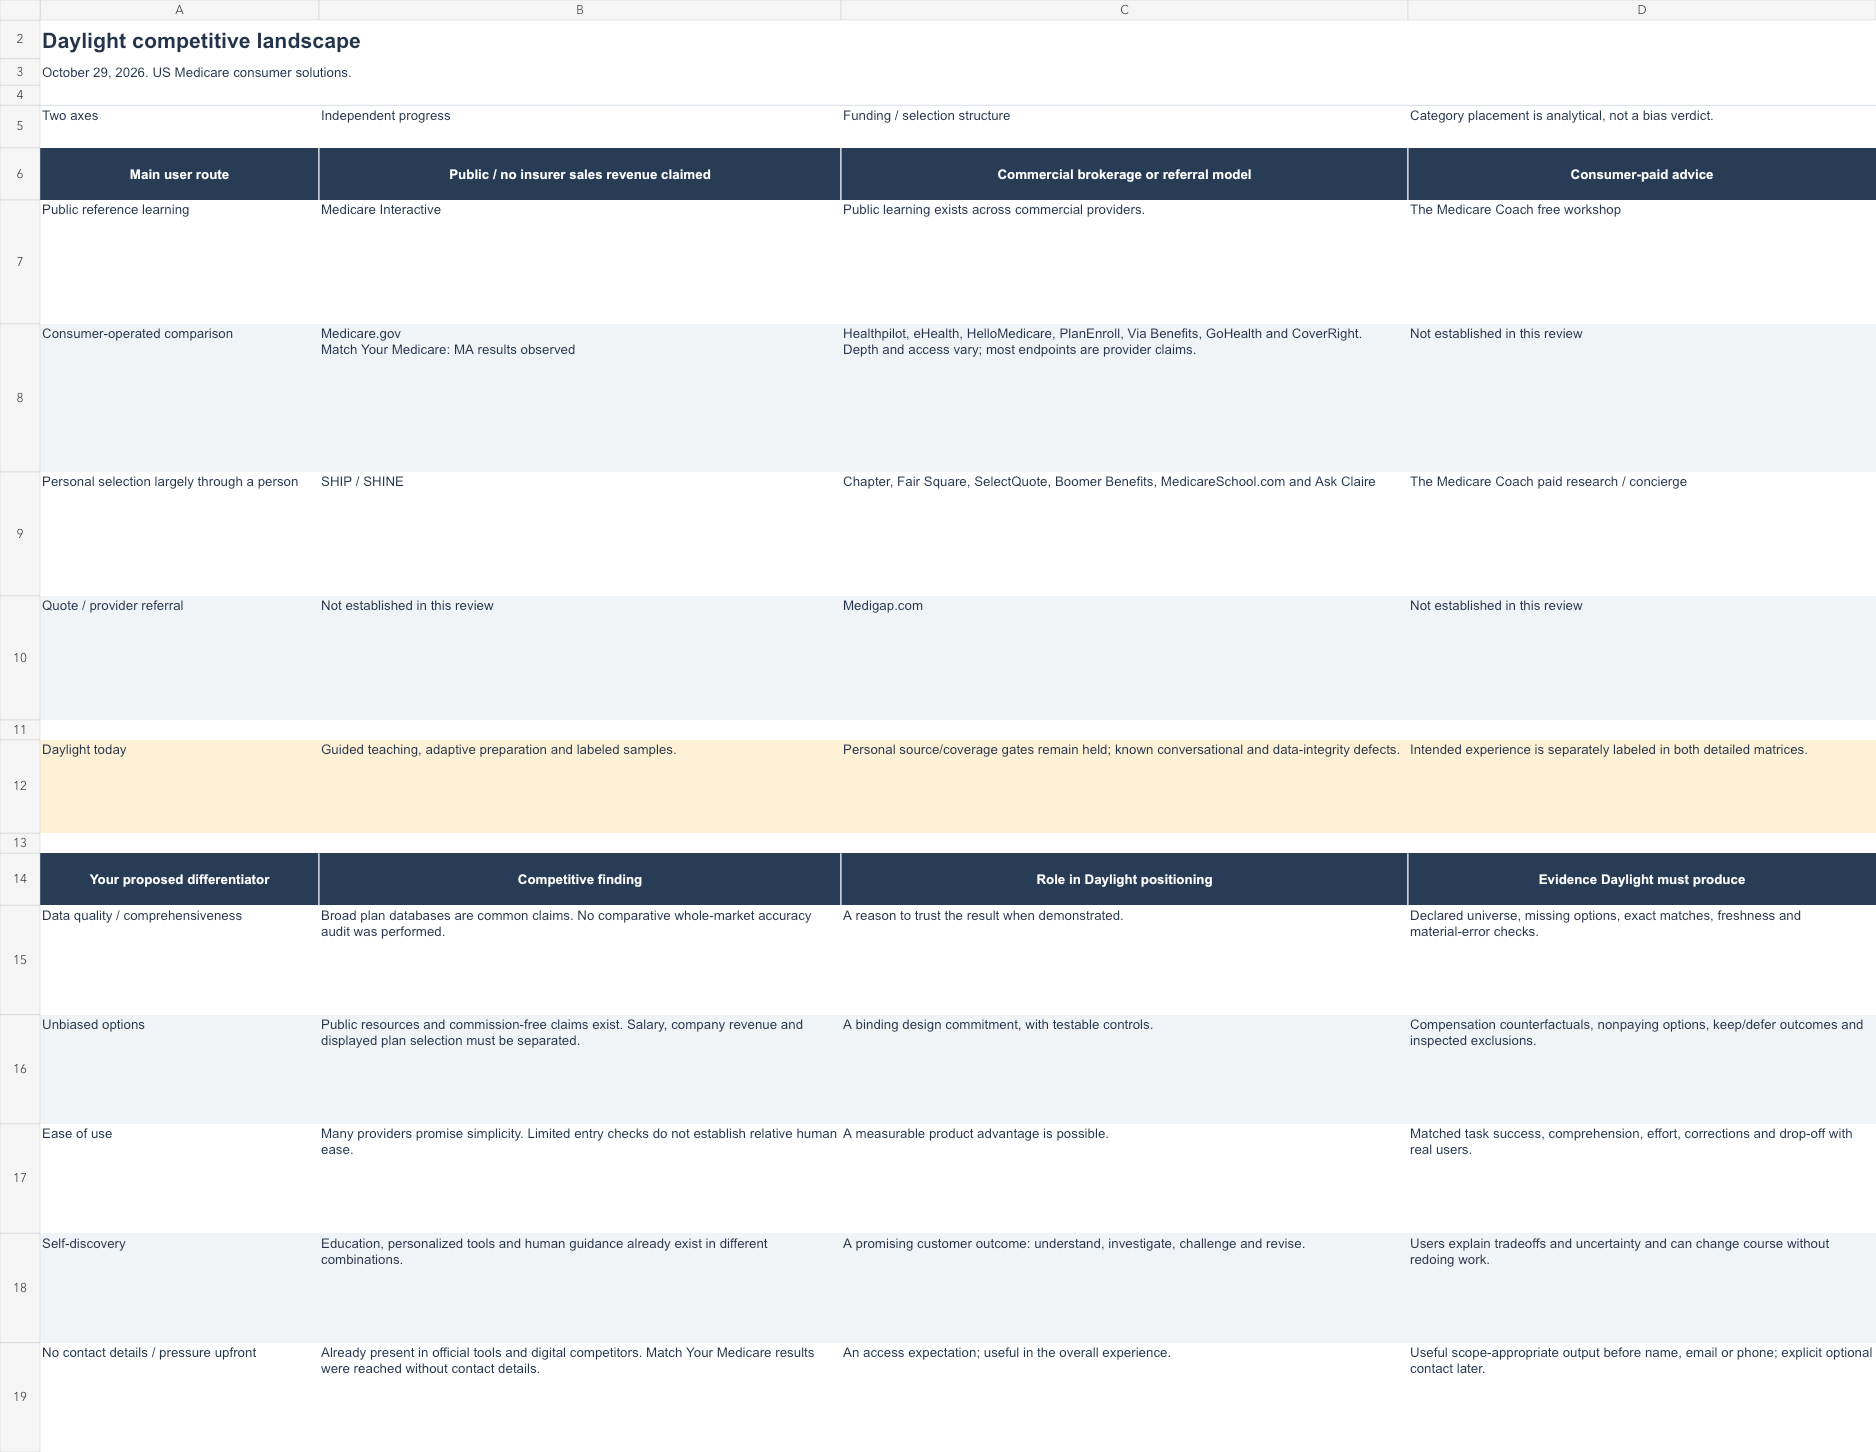 A B C D
2 Daylight competitive landscape
3 October 29, 2026. US Medicare consumer solutions.
4
5 Two axes Independent progress Funding / selection structure Category placement is analytical, not a bias verdict.
6 Main user route Public / no insurer sales revenue claimed Commercial brokerage or referral model Consumer-paid advice
7 Public reference learning Medicare Interactive Public learning exists across commercial providers. The Medicare Coach free workshop
8 Consumer-operated comparison Medicare.gov Healthpilot, eHealth, HelloMedicare, PlanEnroll, Via Benefits, GoHealth and CoverRight. Not established in this review
Match Your Medicare: MA results observed Depth and access vary; most endpoints are provider claims.
9 Personal selection largely through a person SHIP / SHINE Chapter, Fair Square, SelectQuote, Boomer Benefits, MedicareSchool.com and Ask Claire The Medicare Coach paid research / concierge
10 Quote / provider referral Not established in this review Medigap.com Not established in this review
11
12 Daylight today Guided teaching, adaptive preparation and labeled samples. Personal source/coverage gates remain held; known conversational and data-integrity defects. Intended experience is separately labeled in both detailed matrices.
13
14 Your proposed differentiator Competitive finding Role in Daylight positioning Evidence Daylight must produce
15 Data quality / comprehensiveness Broad plan databases are common claims. No comparative whole-market accuracy A reason to trust the result when demonstrated. Declared universe, missing options, exact matches, freshness and
audit was performed. material-error checks.
16 Unbiased options Public resources and commission-free claims exist. Salary, company revenue and A binding design commitment, with testable controls. Compensation counterfactuals, nonpaying options, keep/defer outcomes and
displayed plan selection must be separated. inspected exclusions.
17 Ease of use Many providers promise simplicity. Limited entry checks do not establish relative human A measurable product advantage is possible. Matched task success, comprehension, effort, corrections and drop-off with
ease. real users.
18 Self-discovery Education, personalized tools and human guidance already exist in different A promising customer outcome: understand, investigate, challenge and revise. Users explain tradeoffs and uncertainty and can change course without
combinations. redoing work.
19 No contact details / pressure upfront Already present in official tools and digital competitors. Match Your Medicare results An access expectation; useful in the overall experience. Useful scope-appropriate output before name, email or phone; explicit optional
were reached without contact details. contact later.